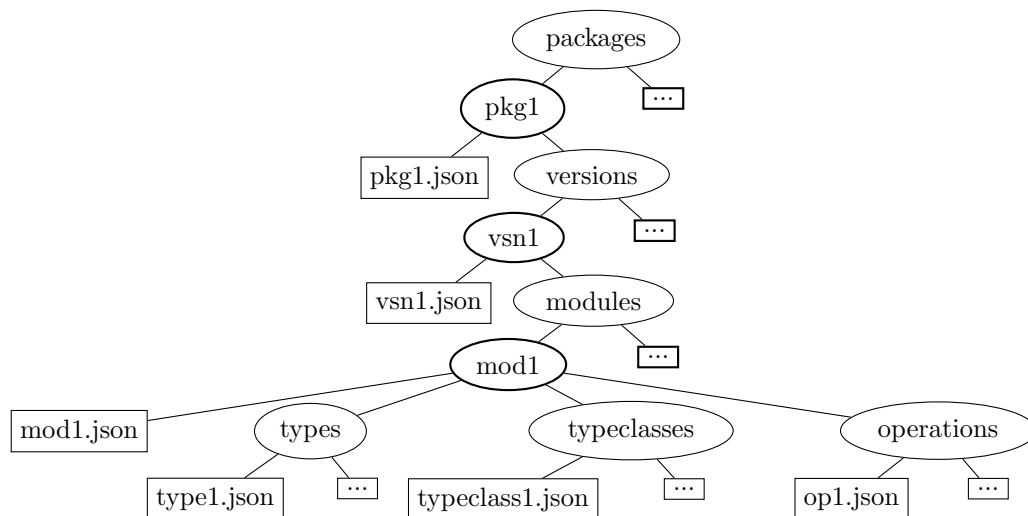 packages
pkg1
...
pkg1.json
versions
vsn1
...
vsn1.json
modules
mod1
...
mod1.json
types
typeclasses
operations
type1.json
...
typeclass1.json
...
op1.json
...